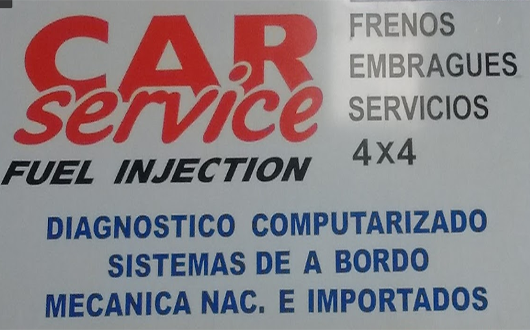 CAR
service
FUEL INJECTION
FRENOS
EMBRAGUES
SERVICIOS
4x4
DIAGNOSTICO COMPUTARIZADO
SISTEMAS DE A BORDO
MECANICA NAC. E IMPORTADOS